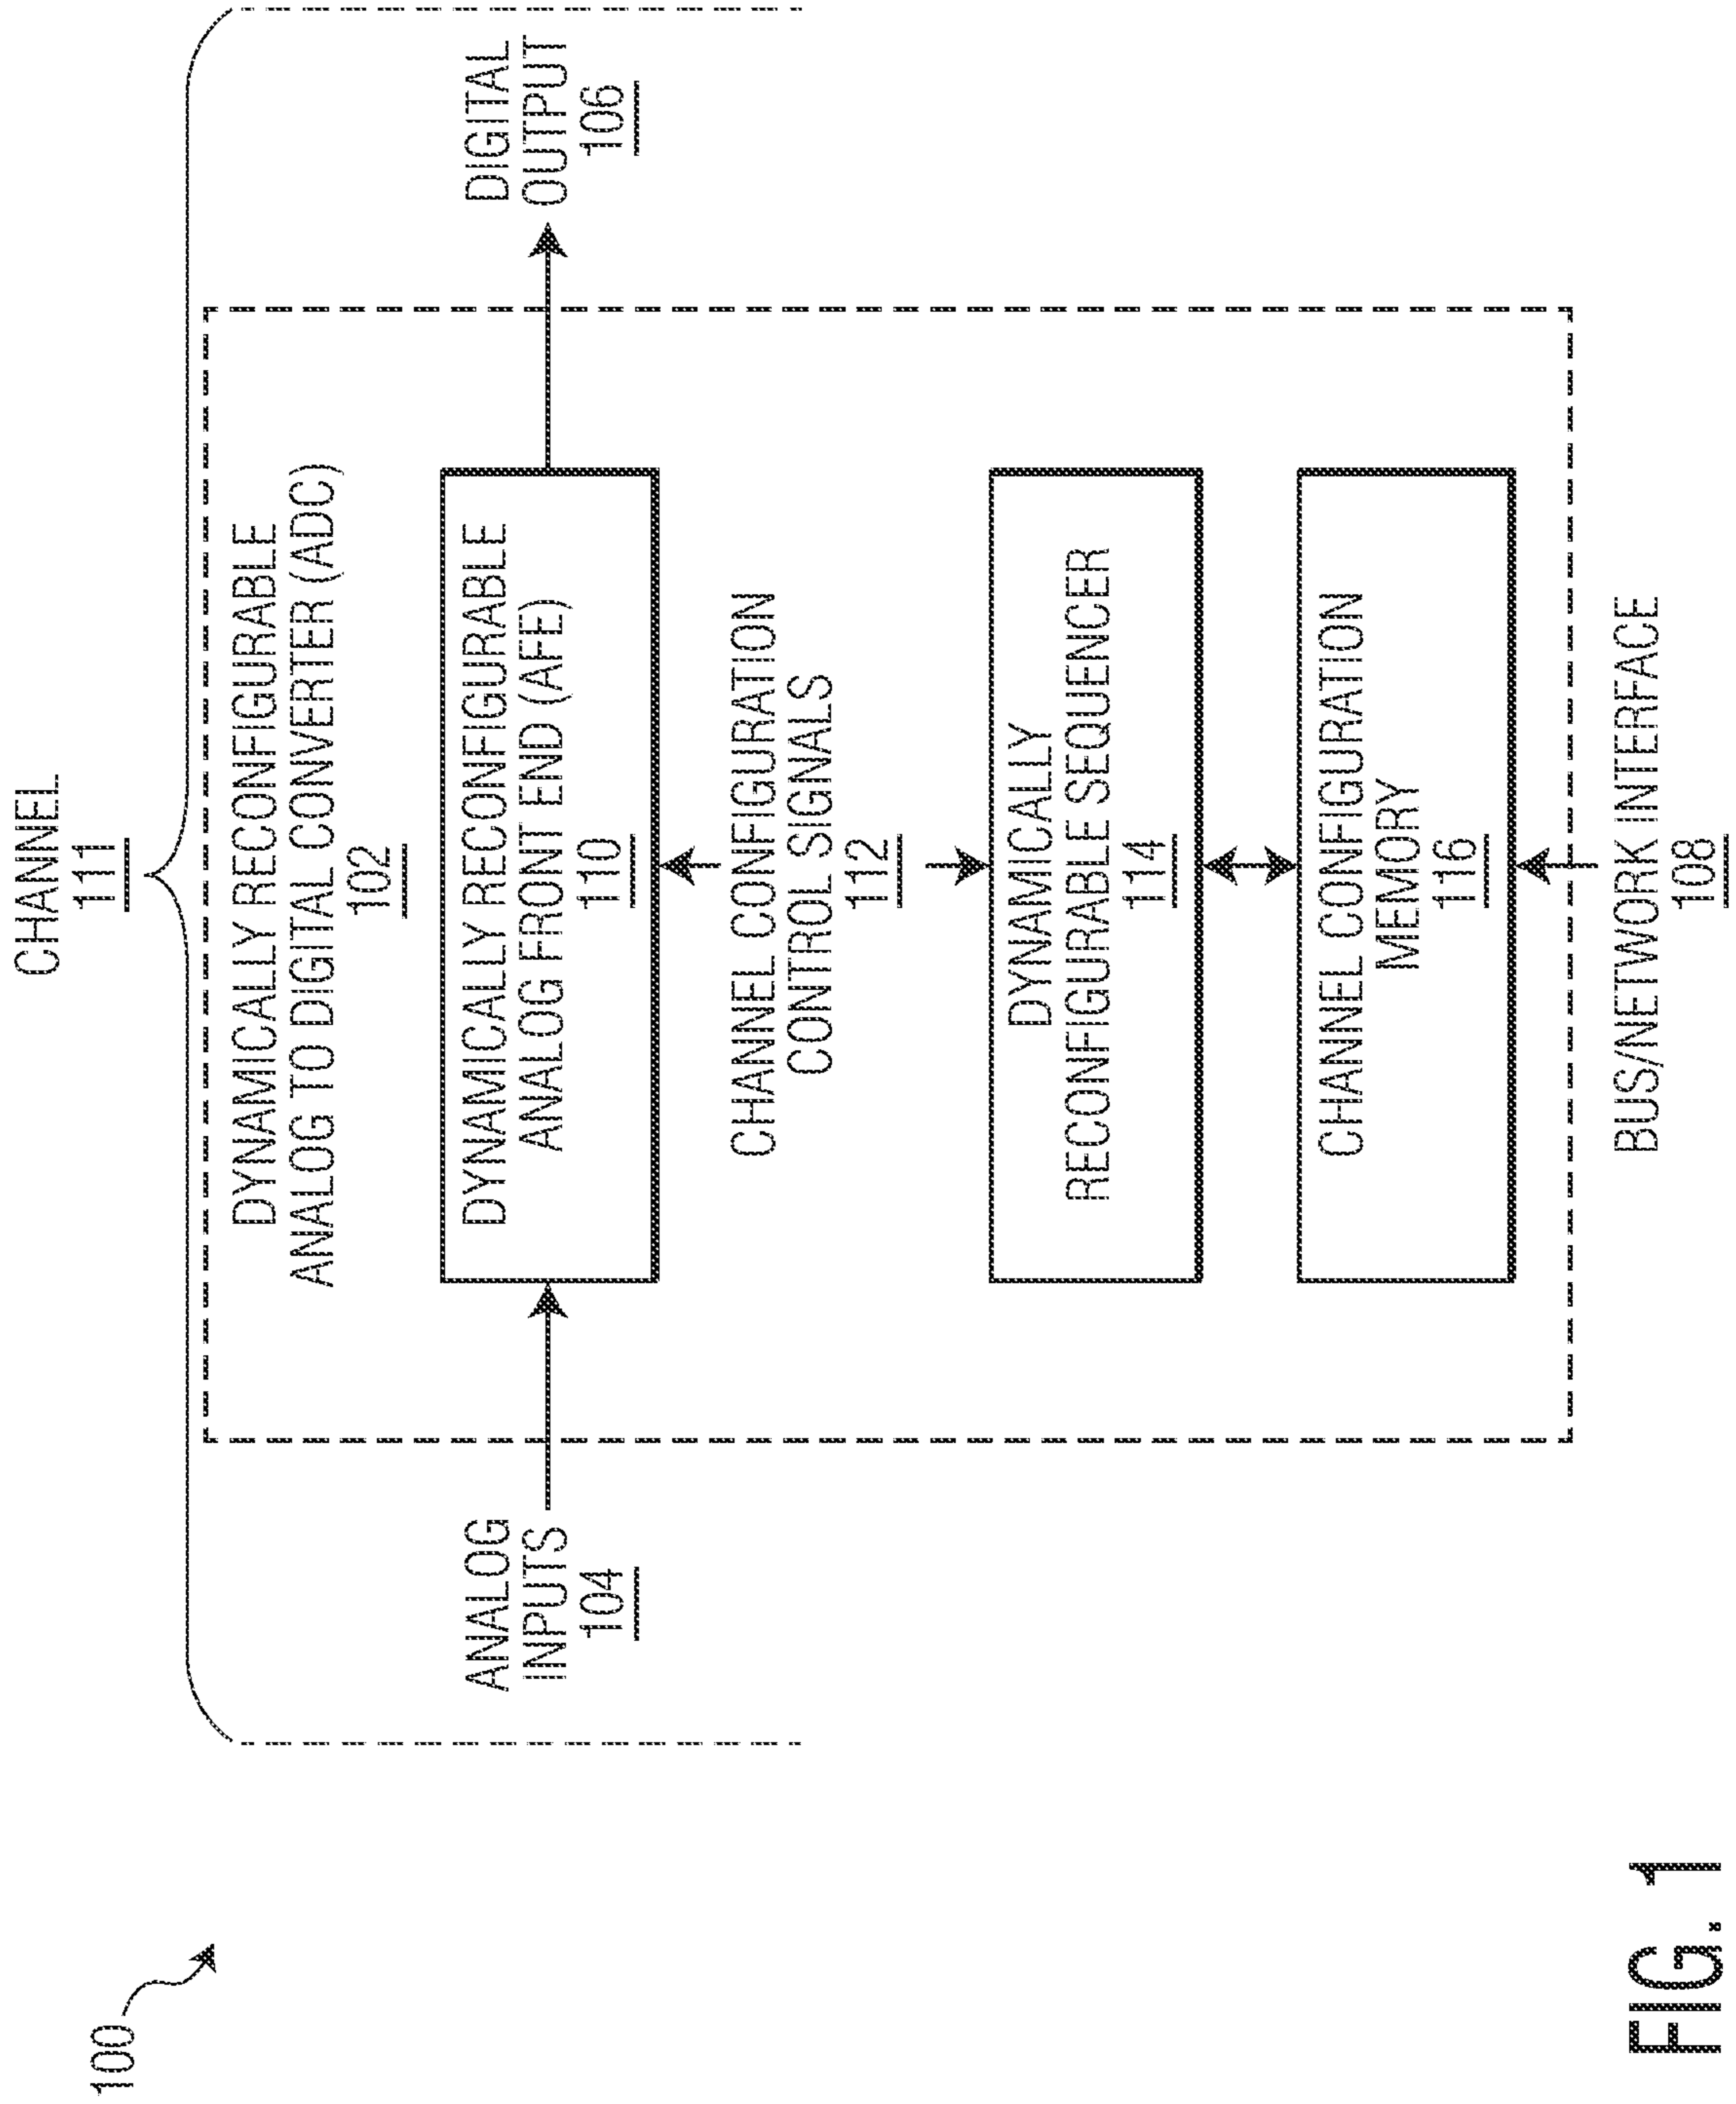 100
CHANNEL
111
DYNAMICALLY RECONFIGURABLE
ANALOG TO DIGITAL CONVERTER (ADC)
102
ANALOG
INPUTS
104
DYNAMICALLY RECONFIGURABLE
ANALOG FRONT END (AFE)
110
DIGITAL
OUTPUT
106
CHANNEL CONFIGURATION
CONTROL SIGNALS
112
DYNAMICALLY
RECONFIGURABLE SEQUENCER
114
CHANNEL CONFIGURATION
MEMORY
116
BUS/NETWORK INTERFACE
108
FIG. 1